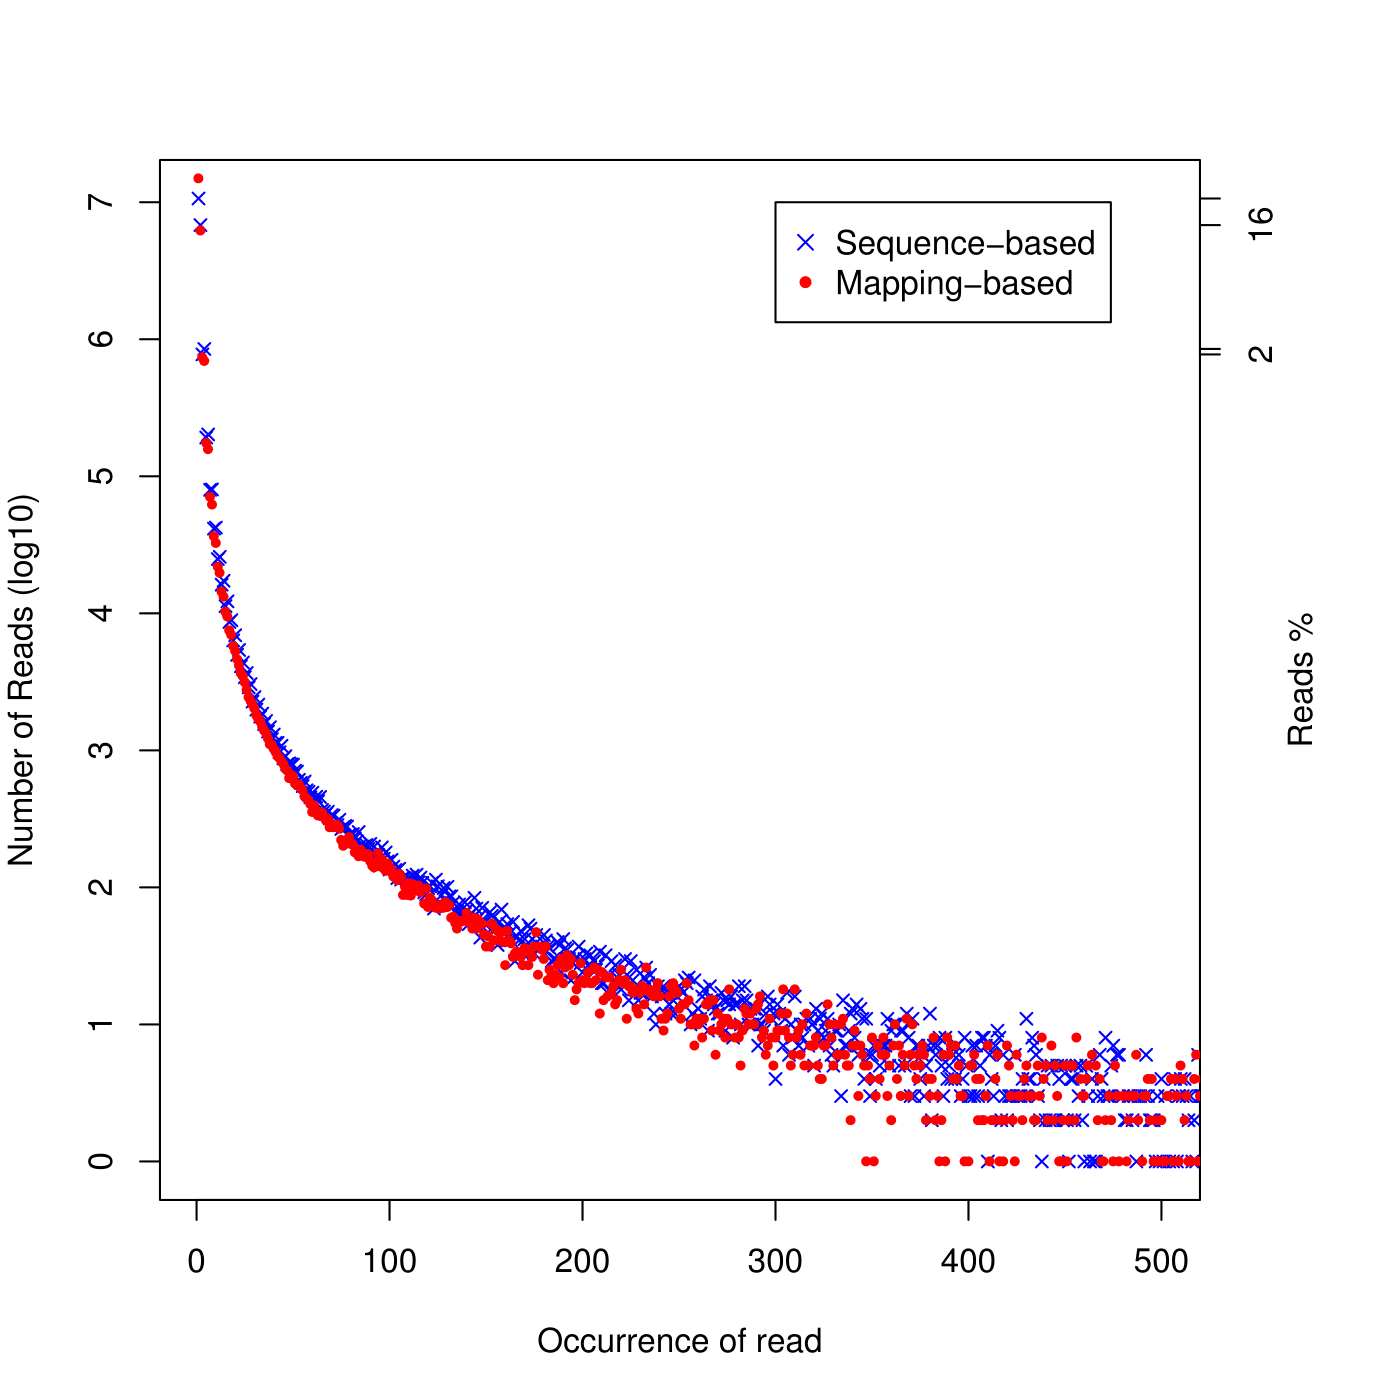 Sequence−based
Mapping−based
7
6
5
4
3
2
1
0
Number of Reads (log10)
16
2
Reads %
0 100 200 300 400 500
Occurrence of read